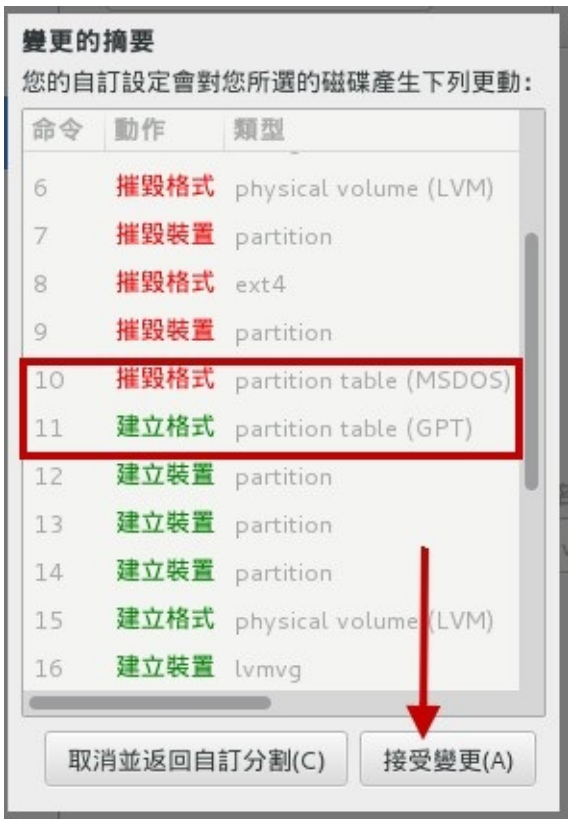 變更的摘要
您的自訂設定會對您所選的磁碟產生下列更動：
命令 動作 類型
6 摧毀格式 physical volume (LVM)
7 摧毀裝置 partition
8 摧毀格式 ext4
9 摧毀裝置 partition
10 摧毀格式 partition table (MSDOS)
11 建立格式 partition table (GPT)
12 建立裝置 partition
13 建立裝置 partition
14 建立裝置 partition
15 建立格式 physical volume (LVM)
16 建立裝置 lvmvg
取消並返回自訂分割(C) 接受變更(A)